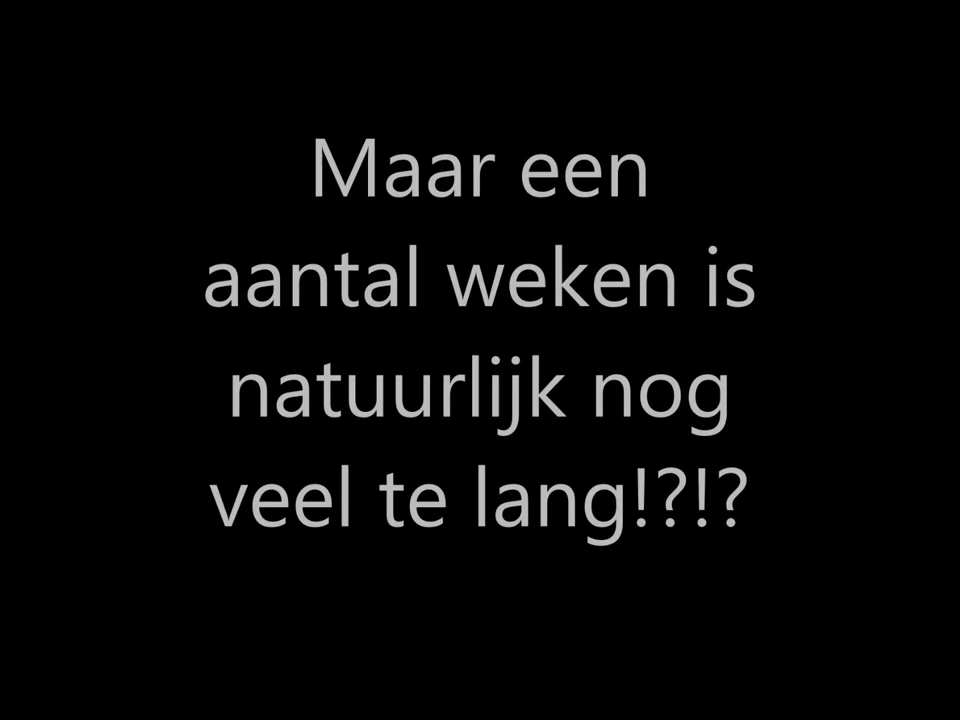 Maar een
aantal weken is
natuurlijk nog
veel te lang!?!?